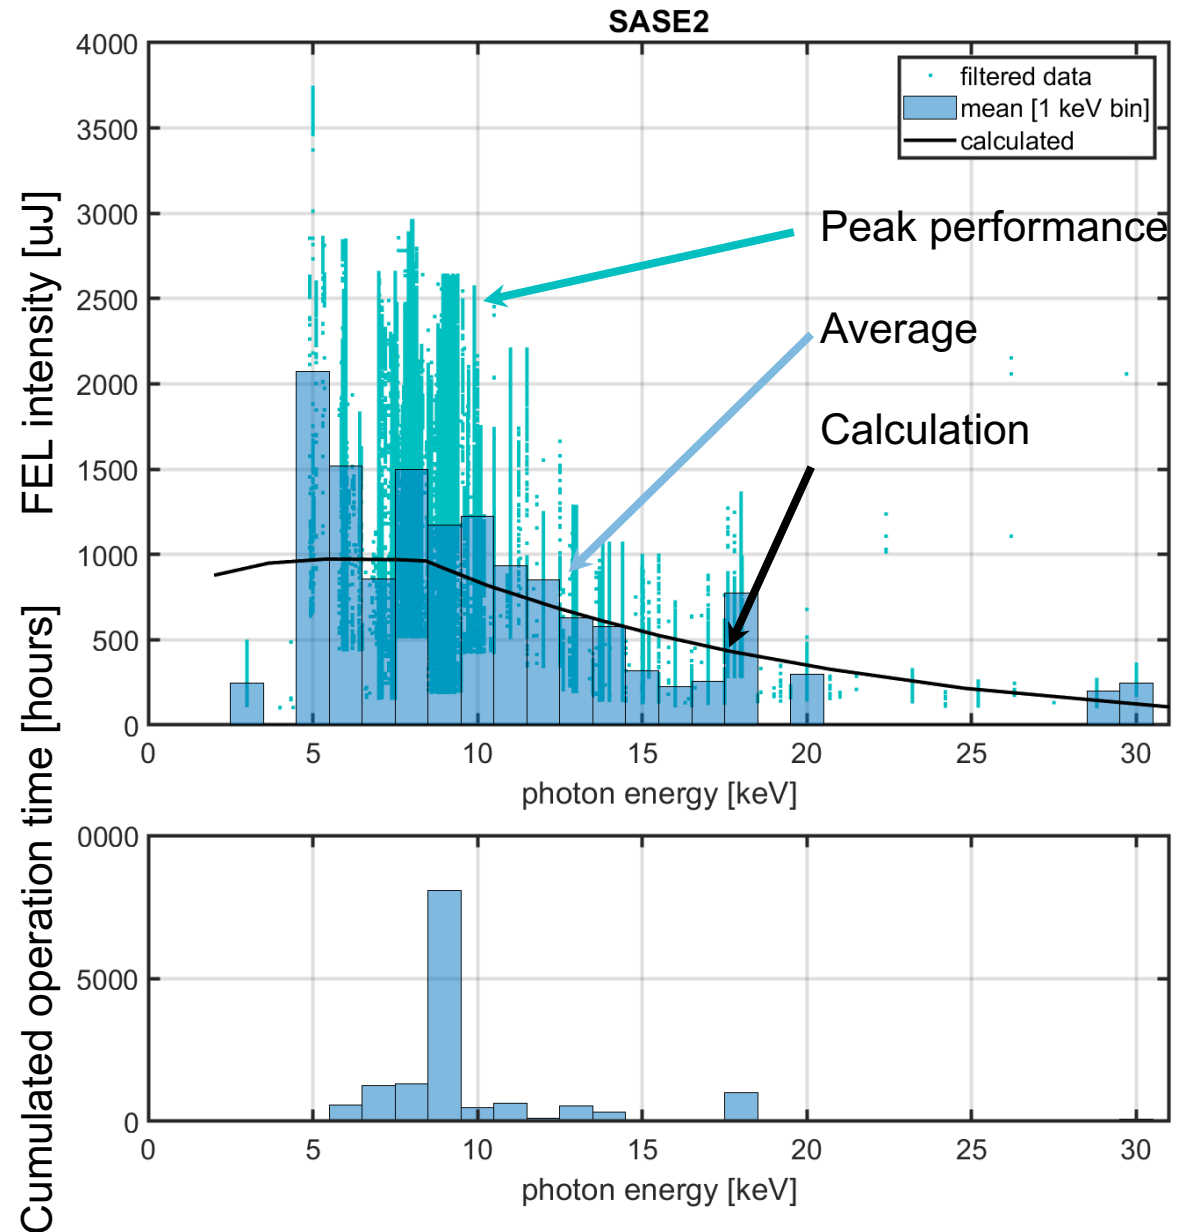 SASE2
4000
3500
3000
2500
2000
1500
1000
500
0
FEL intensity [uJ]
filtered data
mean [1 keV bin]
calculated
Peak performance
Average
Calculation
0 5 10 15 20 25 30
photon energy [keV]
Cumulated operation time [hours]
0000
5000
0
0 5 10 15 20 25 30
photon energy [keV]